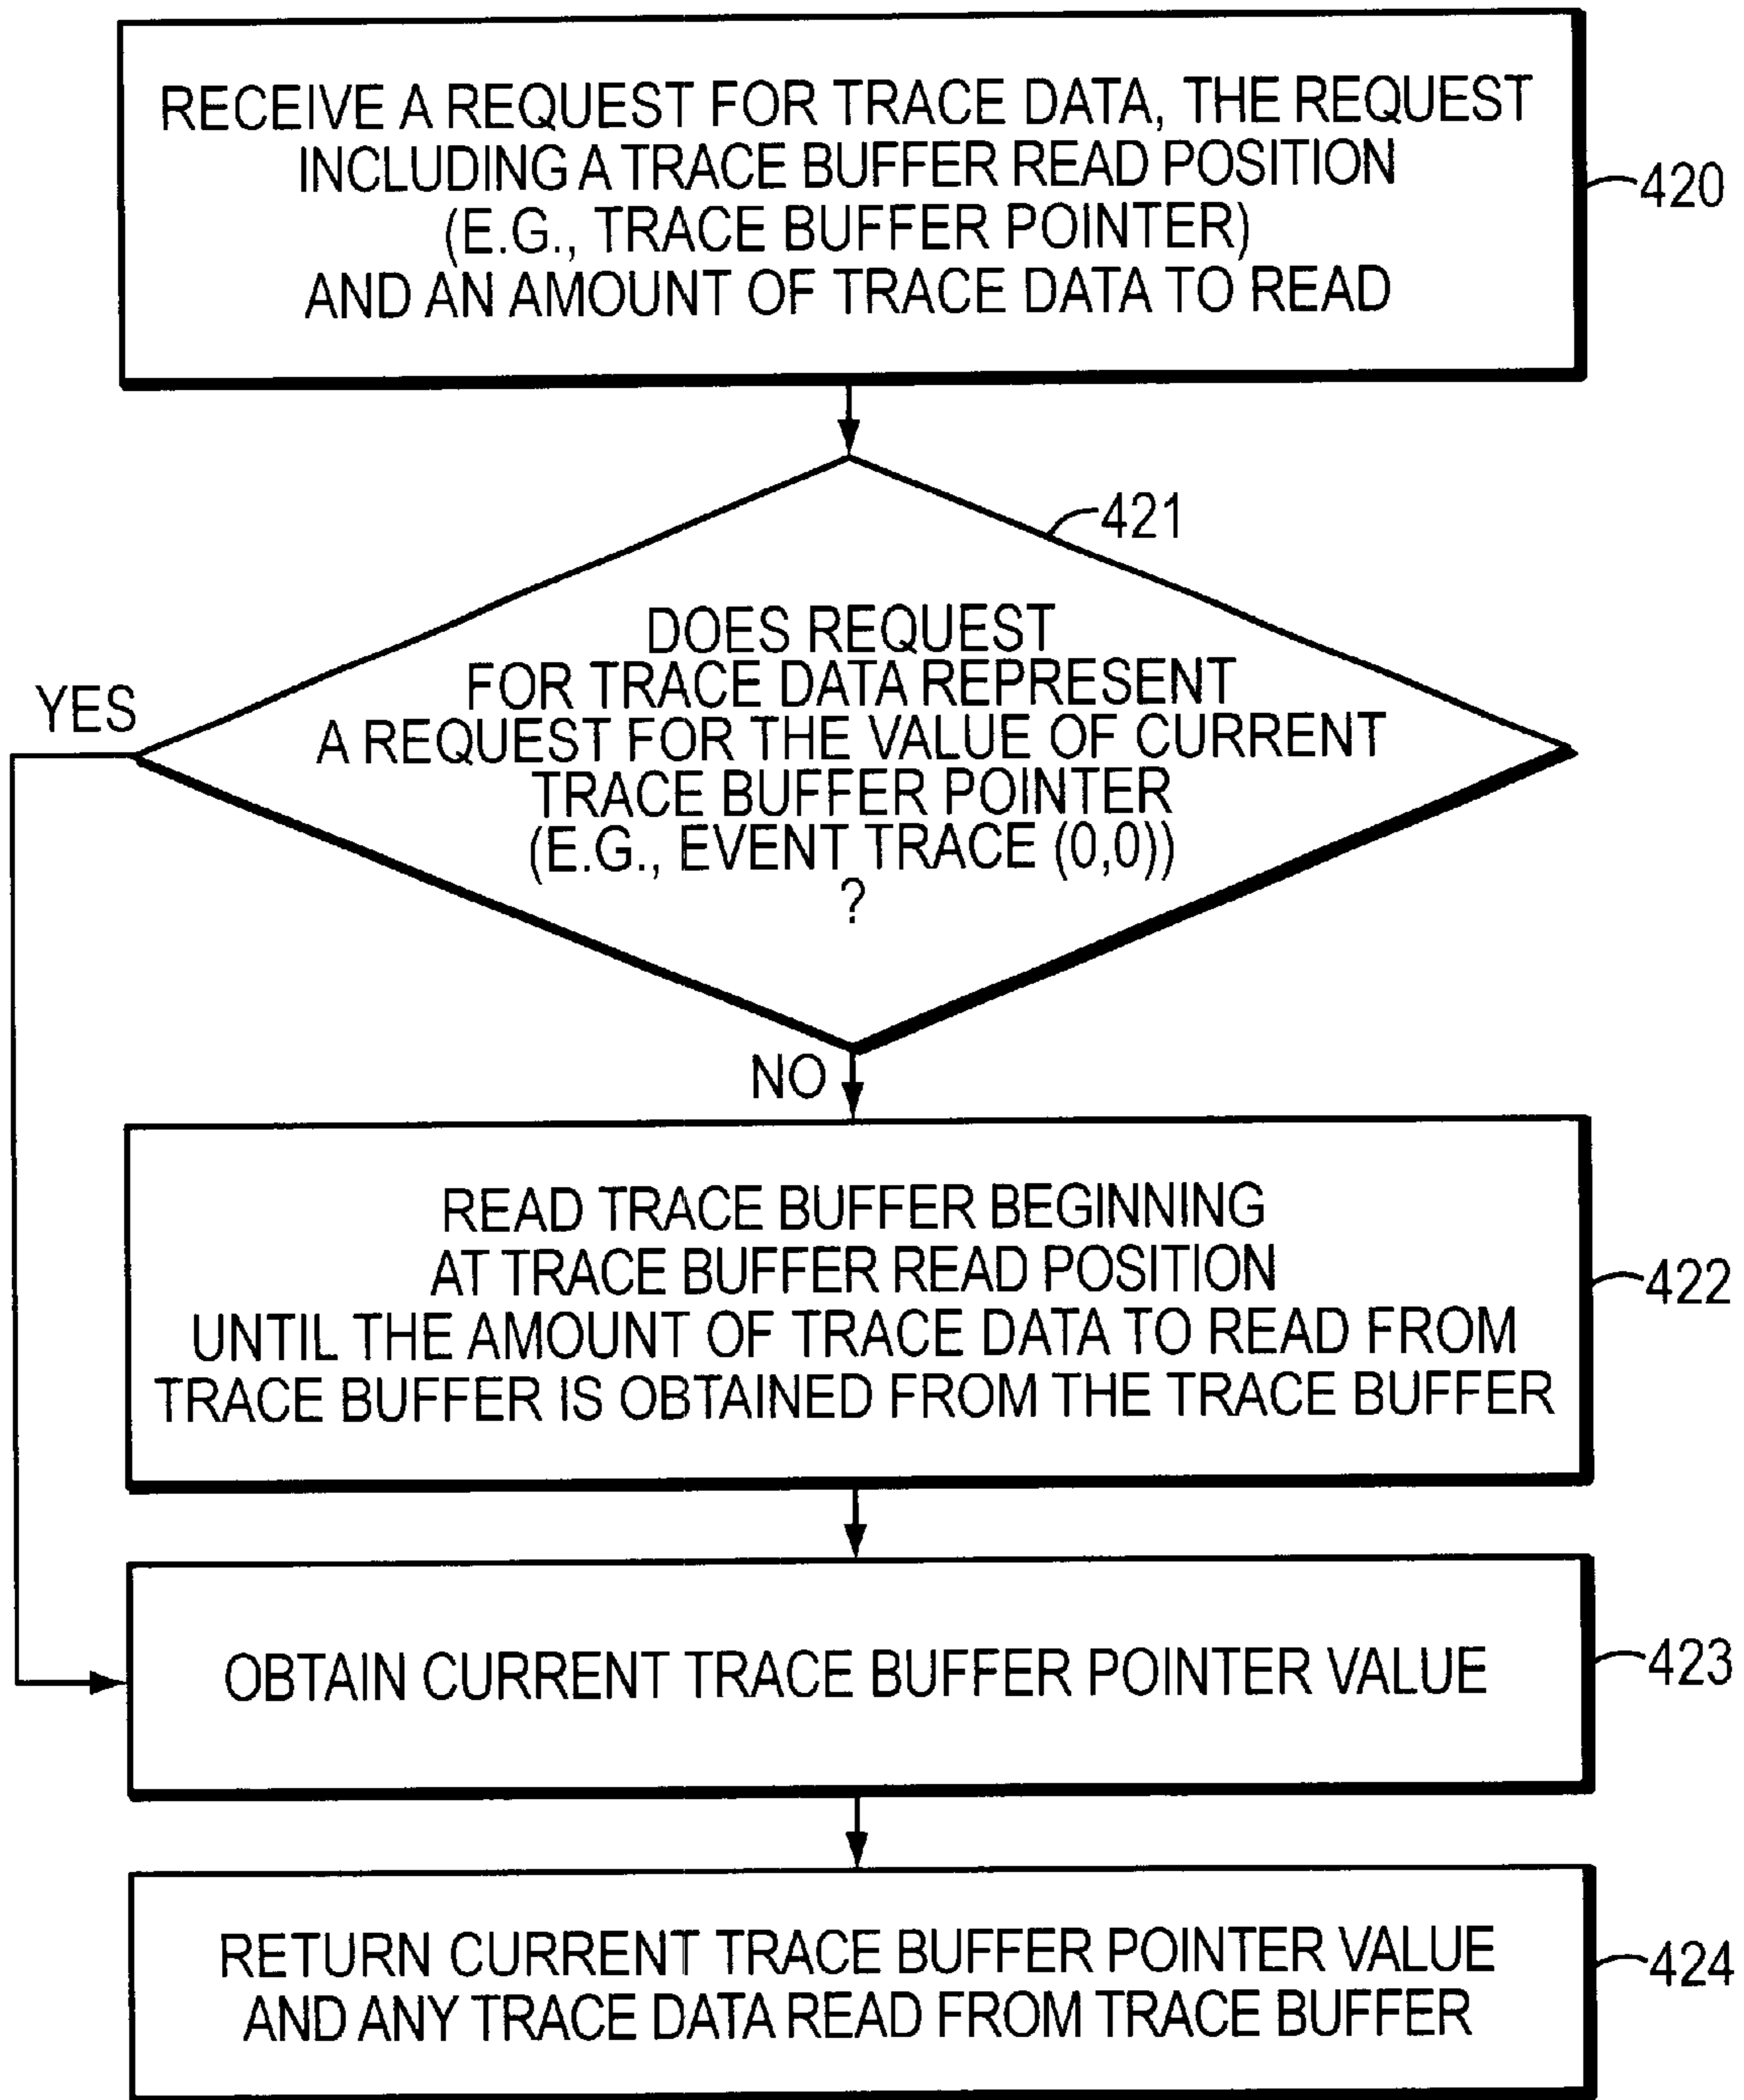 RECEIVE A REQUEST FOR TRACE DATA, THE REQUEST
INCLUDING A TRACE BUFFER READ POSITION
(E.G., TRACE BUFFER POINTER)
AND AN AMOUNT OF TRACE DATA TO READ
420
421
DOES REQUEST
FOR TRACE DATA REPRESENT
A REQUEST FOR THE VALUE OF CURRENT
TRACE BUFFER POINTER
(E.G., EVENT TRACE (0,0))
?
YES
NO
READ TRACE BUFFER BEGINNING
AT TRACE BUFFER READ POSITION
UNTIL THE AMOUNT OF TRACE DATA TO READ FROM
TRACE BUFFER IS OBTAINED FROM THE TRACE BUFFER
422
OBTAIN CURRENT TRACE BUFFER POINTER VALUE
423
RETURN CURRENT TRACE BUFFER POINTER VALUE
AND ANY TRACE DATA READ FROM TRACE BUFFER
424